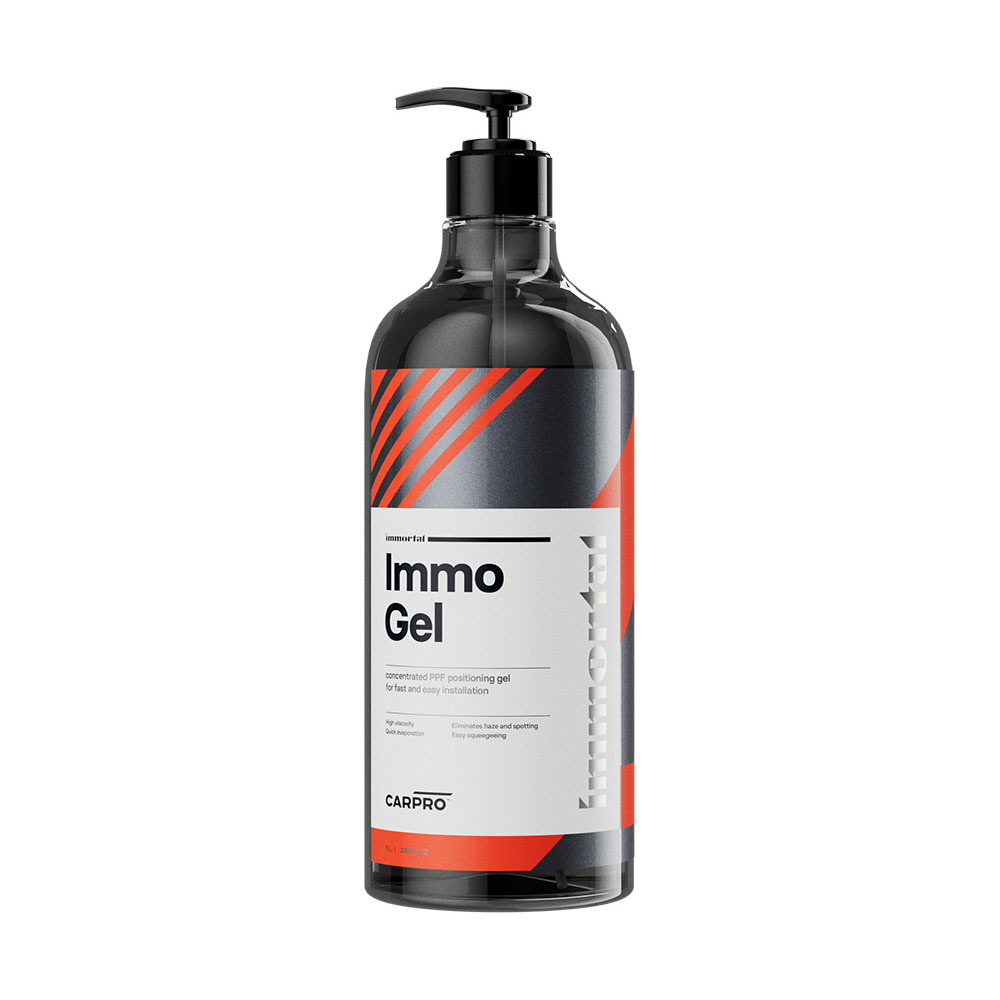 immortal
Immo
Gel
concentrated PPF positioning gel
for fast and easy installation
High viscosity
Quick evaporation
Eliminates haze and spotting
Easy squeegeeing
CARPRO
immortal
1 L